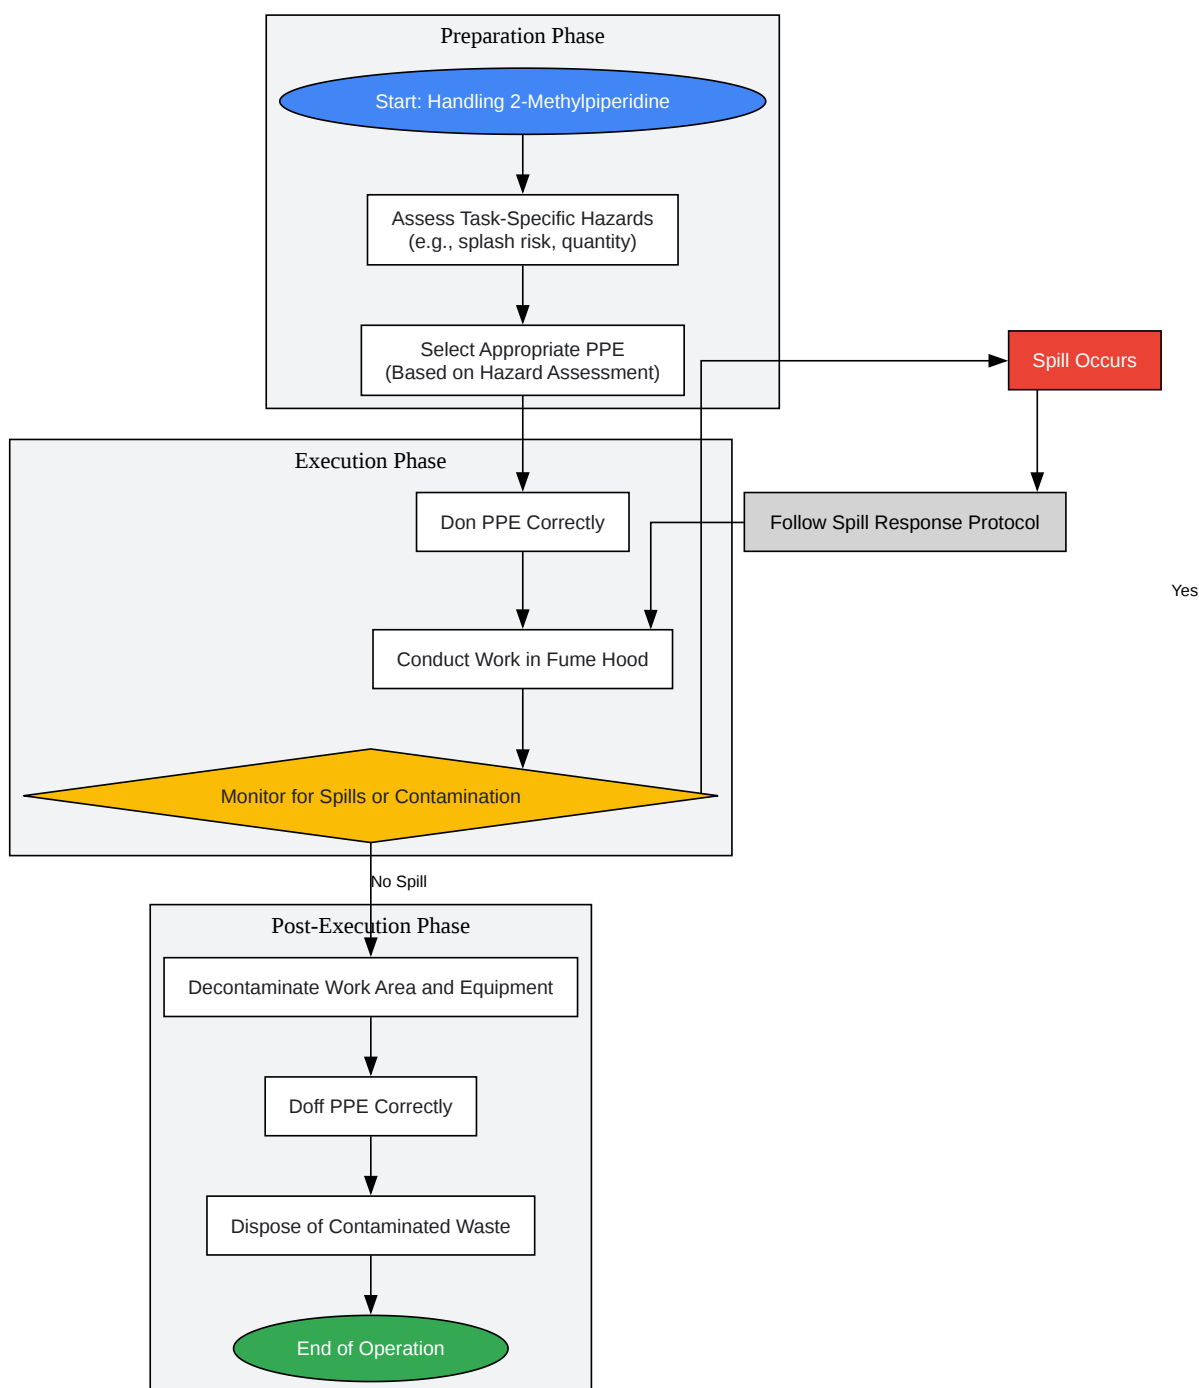 Preparation Phase
Start: Handling 2-Methylpiperidine
Assess Task-Specific Hazards
(e.g., splash risk, quantity)
Select Appropriate PPE
(Based on Hazard Assessment)
Spill Occurs
Execution Phase
Don PPE Correctly
Follow Spill Response Protocol
Yes
Conduct Work in Fume Hood
Monitor for Spills or Contamination
No Spill
Post-Execution Phase
Decontaminate Work Area and Equipment
Doff PPE Correctly
Dispose of Contaminated Waste
End of Operation